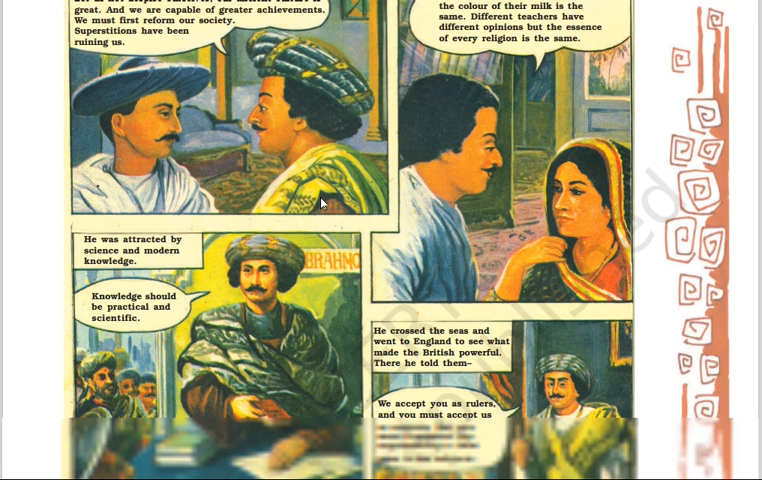 great. And we are capable of greater achievements.
We must first reform our society.
Superstitions have been
ruining us.
the colour of their milk is the
same. Different teachers have
different opinions but the essence
of every religion is the same.
He was attracted by
science and modern
knowledge.
BRAHMO
Knowledge should
be practical and
scientific.
He crossed the seas and
went to England to see what
made the British powerful.
There he told them–
We accept you as rulers,
and you must accept us